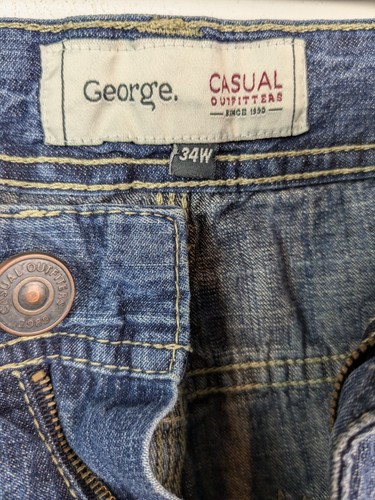 George.
CASUAL
OUTFITTERS
SINCE 1990
34W
CASUAL OUTFITTERS